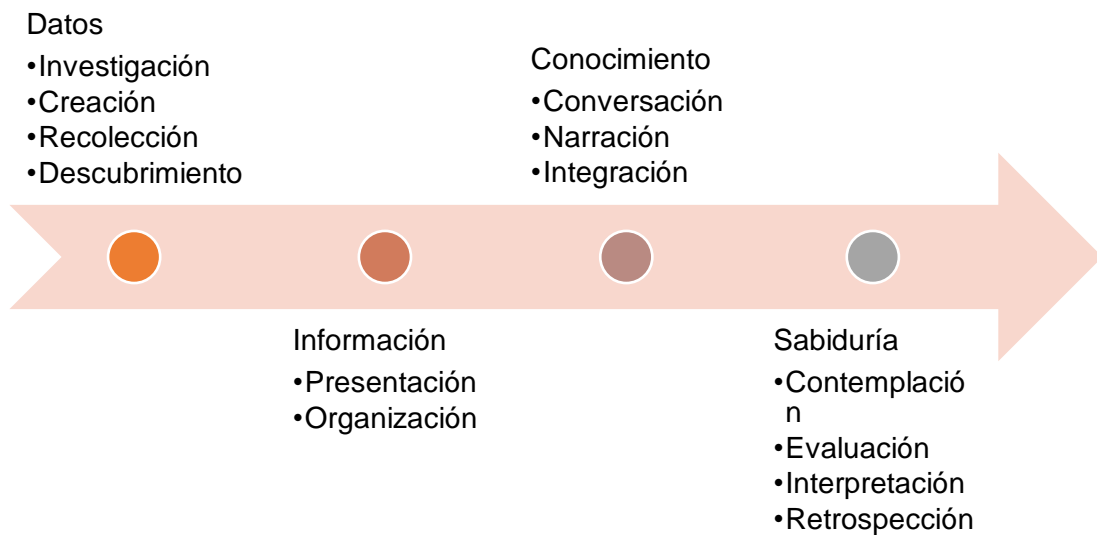 Datos
•Investigación
•Creación
•Recolección
•Descubrimiento
Información
•Presentación
•Organización
Conocimiento
•Conversación
•Narración
•Integración
Sabiduría
•Contemplació
n
•Evaluación
•Interpretación
•Retrospección